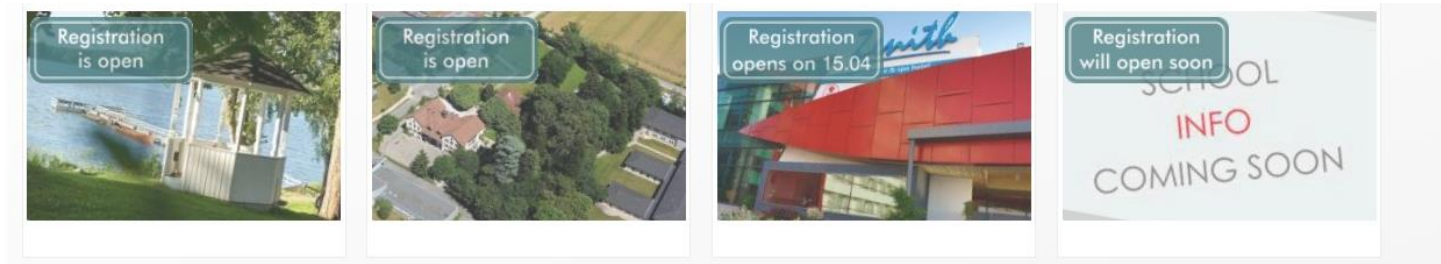 Registration
is open
Registration
is open
Registration
opens on 15.04
Zenith
Registration
will open soon
SCHOOL
INFO
COMING SOON